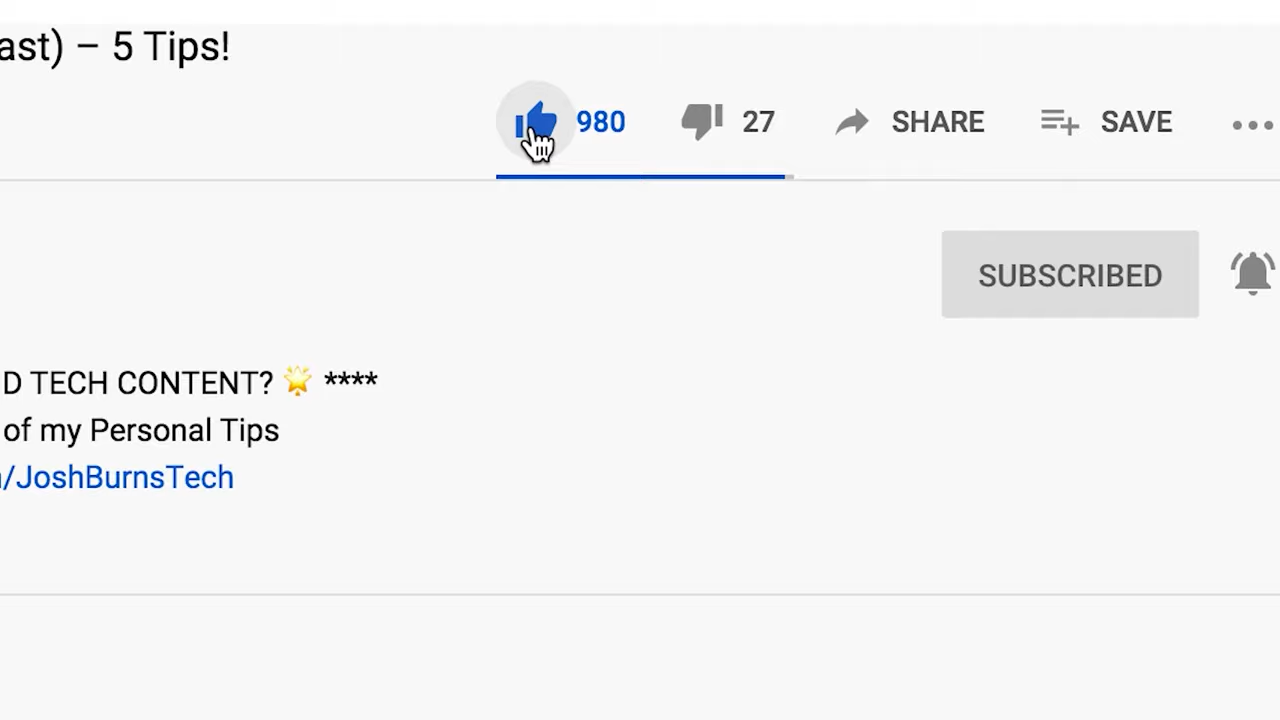 ast) – 5 Tips!
980 27 SHARE SAVE
SUBSCRIBED
D TECH CONTENT? 🌟 ****
of my Personal Tips
/JoshBurnsTech